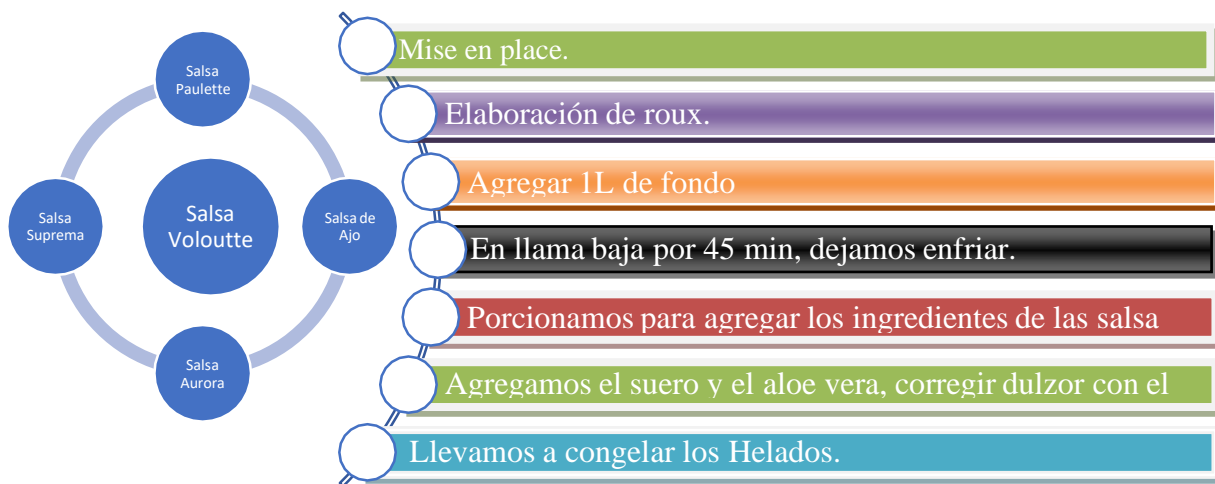 Salsa
Paulette
Salsa
Suprema
Salsa
Voloutte
Salsa de
Ajo
Salsa
Aurora
Mise en place.
Elaboración de roux.
Agregar 1L de fondo
En llama baja por 45 min, dejamos enfriar.
Porcionamos para agregar los ingredientes de las salsa
Agregamos el suero y el aloe vera, corregir dulzor con el
Llevamos a congelar los Helados.